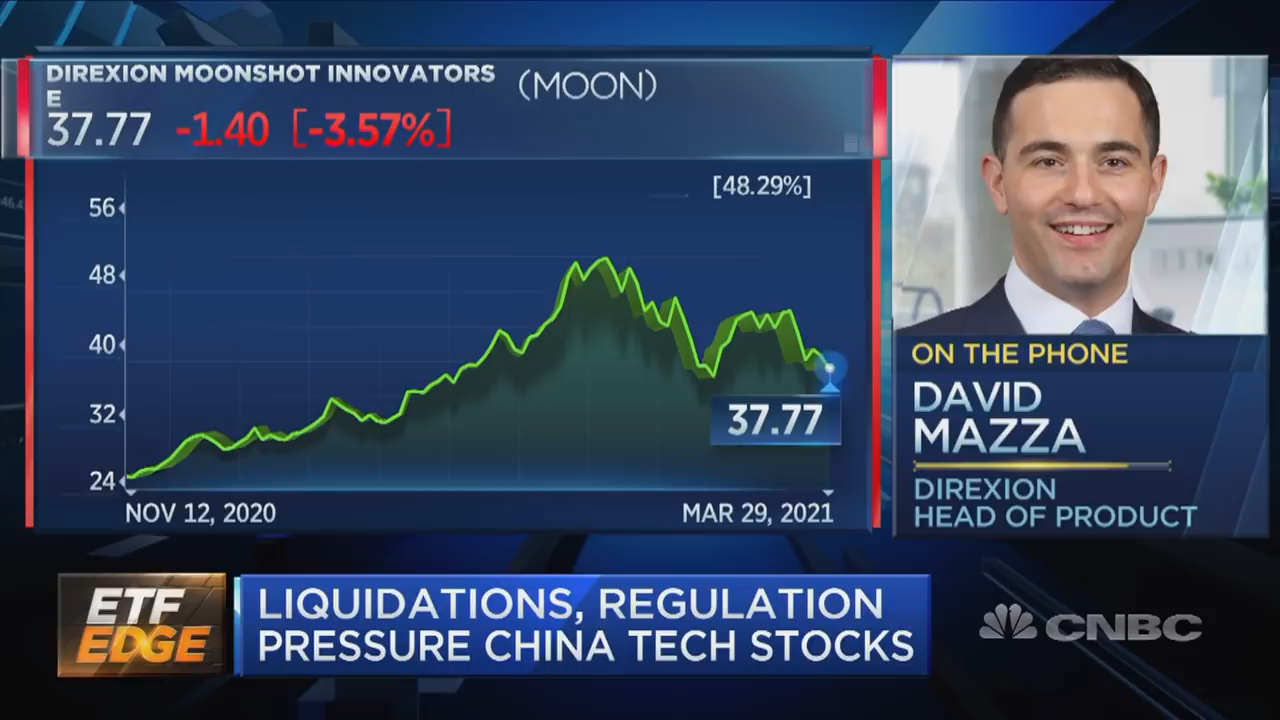 DIREXION MOONSHOT INNOVATORS
E
(MOON)
37.77 -1.40 [-3.57%]
[48.29%]
56
48
40
32
24
37.77
NOV 12, 2020
MAR 29, 2021
ON THE PHONE
DAVID
MAZZA
DIREXION
HEAD OF PRODUCT
ETF
EDGE
LIQUIDATIONS, REGULATION
PRESSURE CHINA TECH STOCKS
CNBC